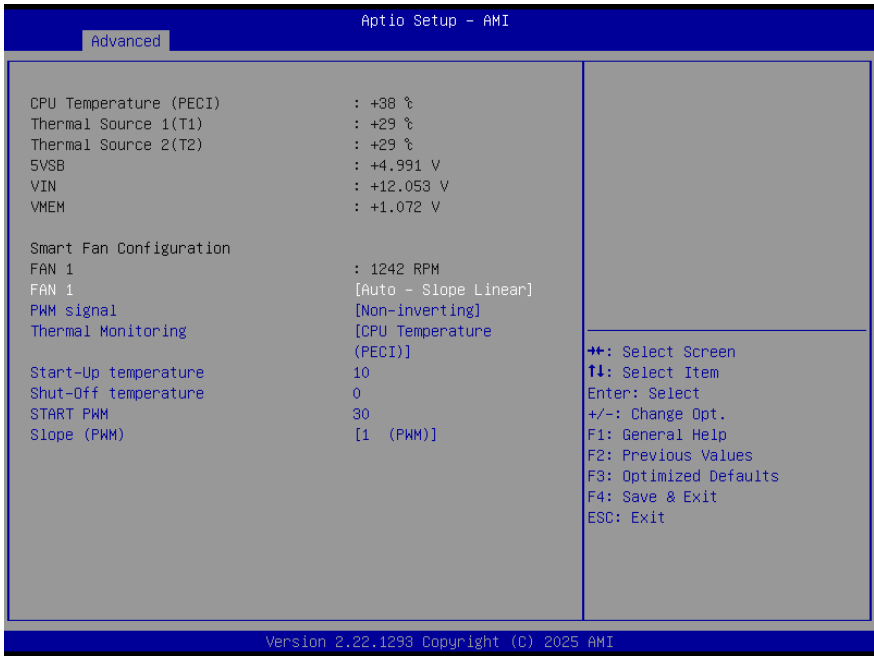 Aptio Setup – AMI
Advanced
CPU Temperature (PECI) : +38 ℃
Thermal Source 1(T1) : +29 ℃
Thermal Source 2(T2) : +29 ℃
5VSB : +4.991 V
VIN : +12.053 V
VMEM : +1.072 V
Smart Fan Configuration
FAN 1 : 1242 RPM
FAN 1 [Auto – Slope Linear]
PWM signal [Non-inverting]
Thermal Monitoring [CPU Temperature
(PECI)]
Start-Up temperature 10
Shut-Off temperature 0
START PWM 30
Slope (PWM) [1 (PWM)]
→←: Select Screen
↑↓: Select Item
Enter: Select
+/-: Change Opt.
F1: General Help
F2: Previous Values
F3: Optimized Defaults
F4: Save & Exit
ESC: Exit
Version 2.22.1293 Copyright (C) 2025 AMI